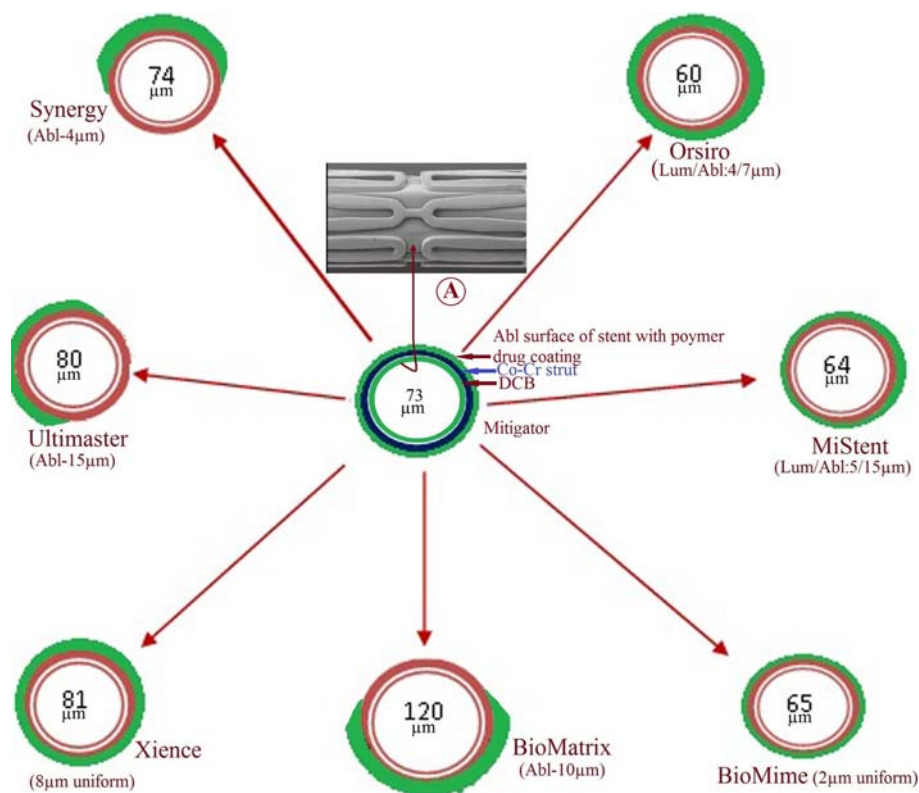 74
µm
Synergy
(Abl-4µm)
60
µm
Orsiro
(Lum/Abl:4/7µm)
A
Abl surface of stent with poymer
drug coating
Co-Cr strut
DCB
73
µm
Mitigator
80
µm
Ultimaster
(Abl-15µm)
64
µm
MiStent
(Lum/Abl:5/15µm)
81
µm
Xience
(8µm uniform)
120
µm
BioMatrix
(Abl-10µm)
65
µm
BioMime (2µm uniform)